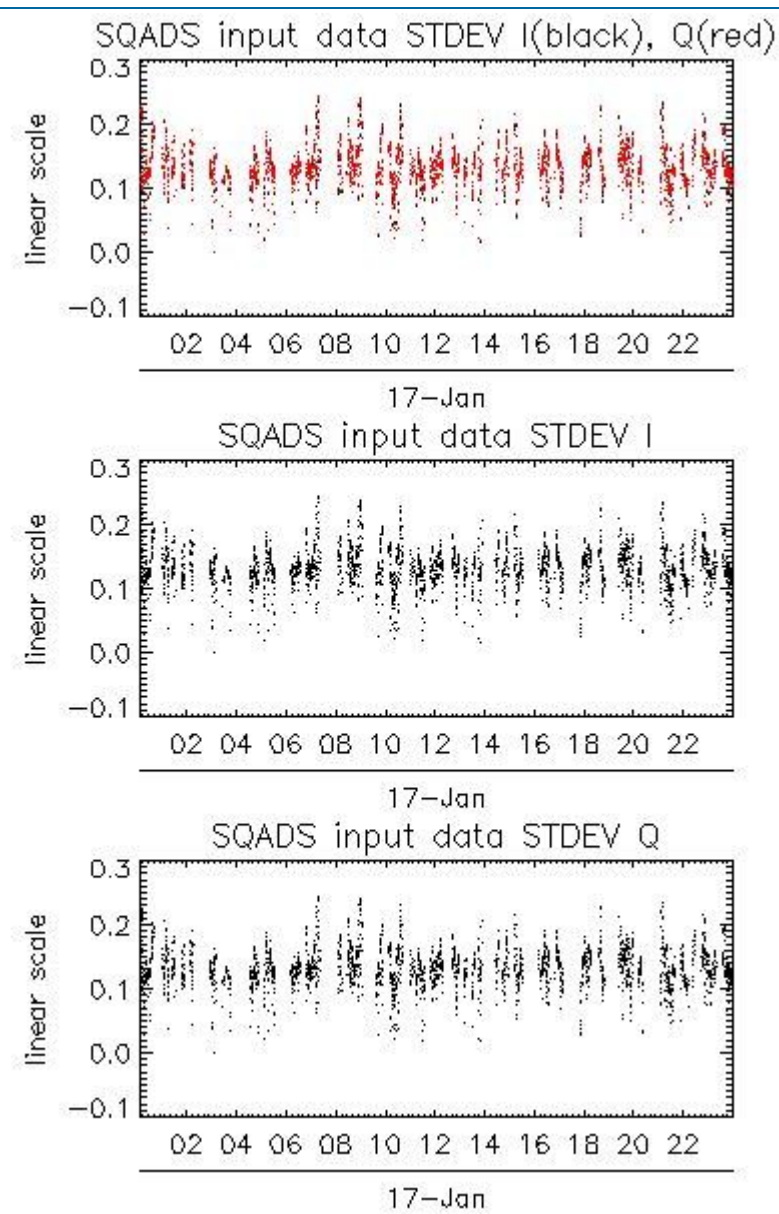 SQADS input data STDEV I(black), Q(red)
0.3
0.2
0.1
0.0
−0.1
linear scale
02 04 06 08 10 12 14 16 18 20 22
17−Jan
SQADS input data STDEV I
0.3
0.2
0.1
0.0
−0.1
linear scale
02 04 06 08 10 12 14 16 18 20 22
17−Jan
SQADS input data STDEV Q
0.3
0.2
0.1
0.0
−0.1
linear scale
02 04 06 08 10 12 14 16 18 20 22
17−Jan